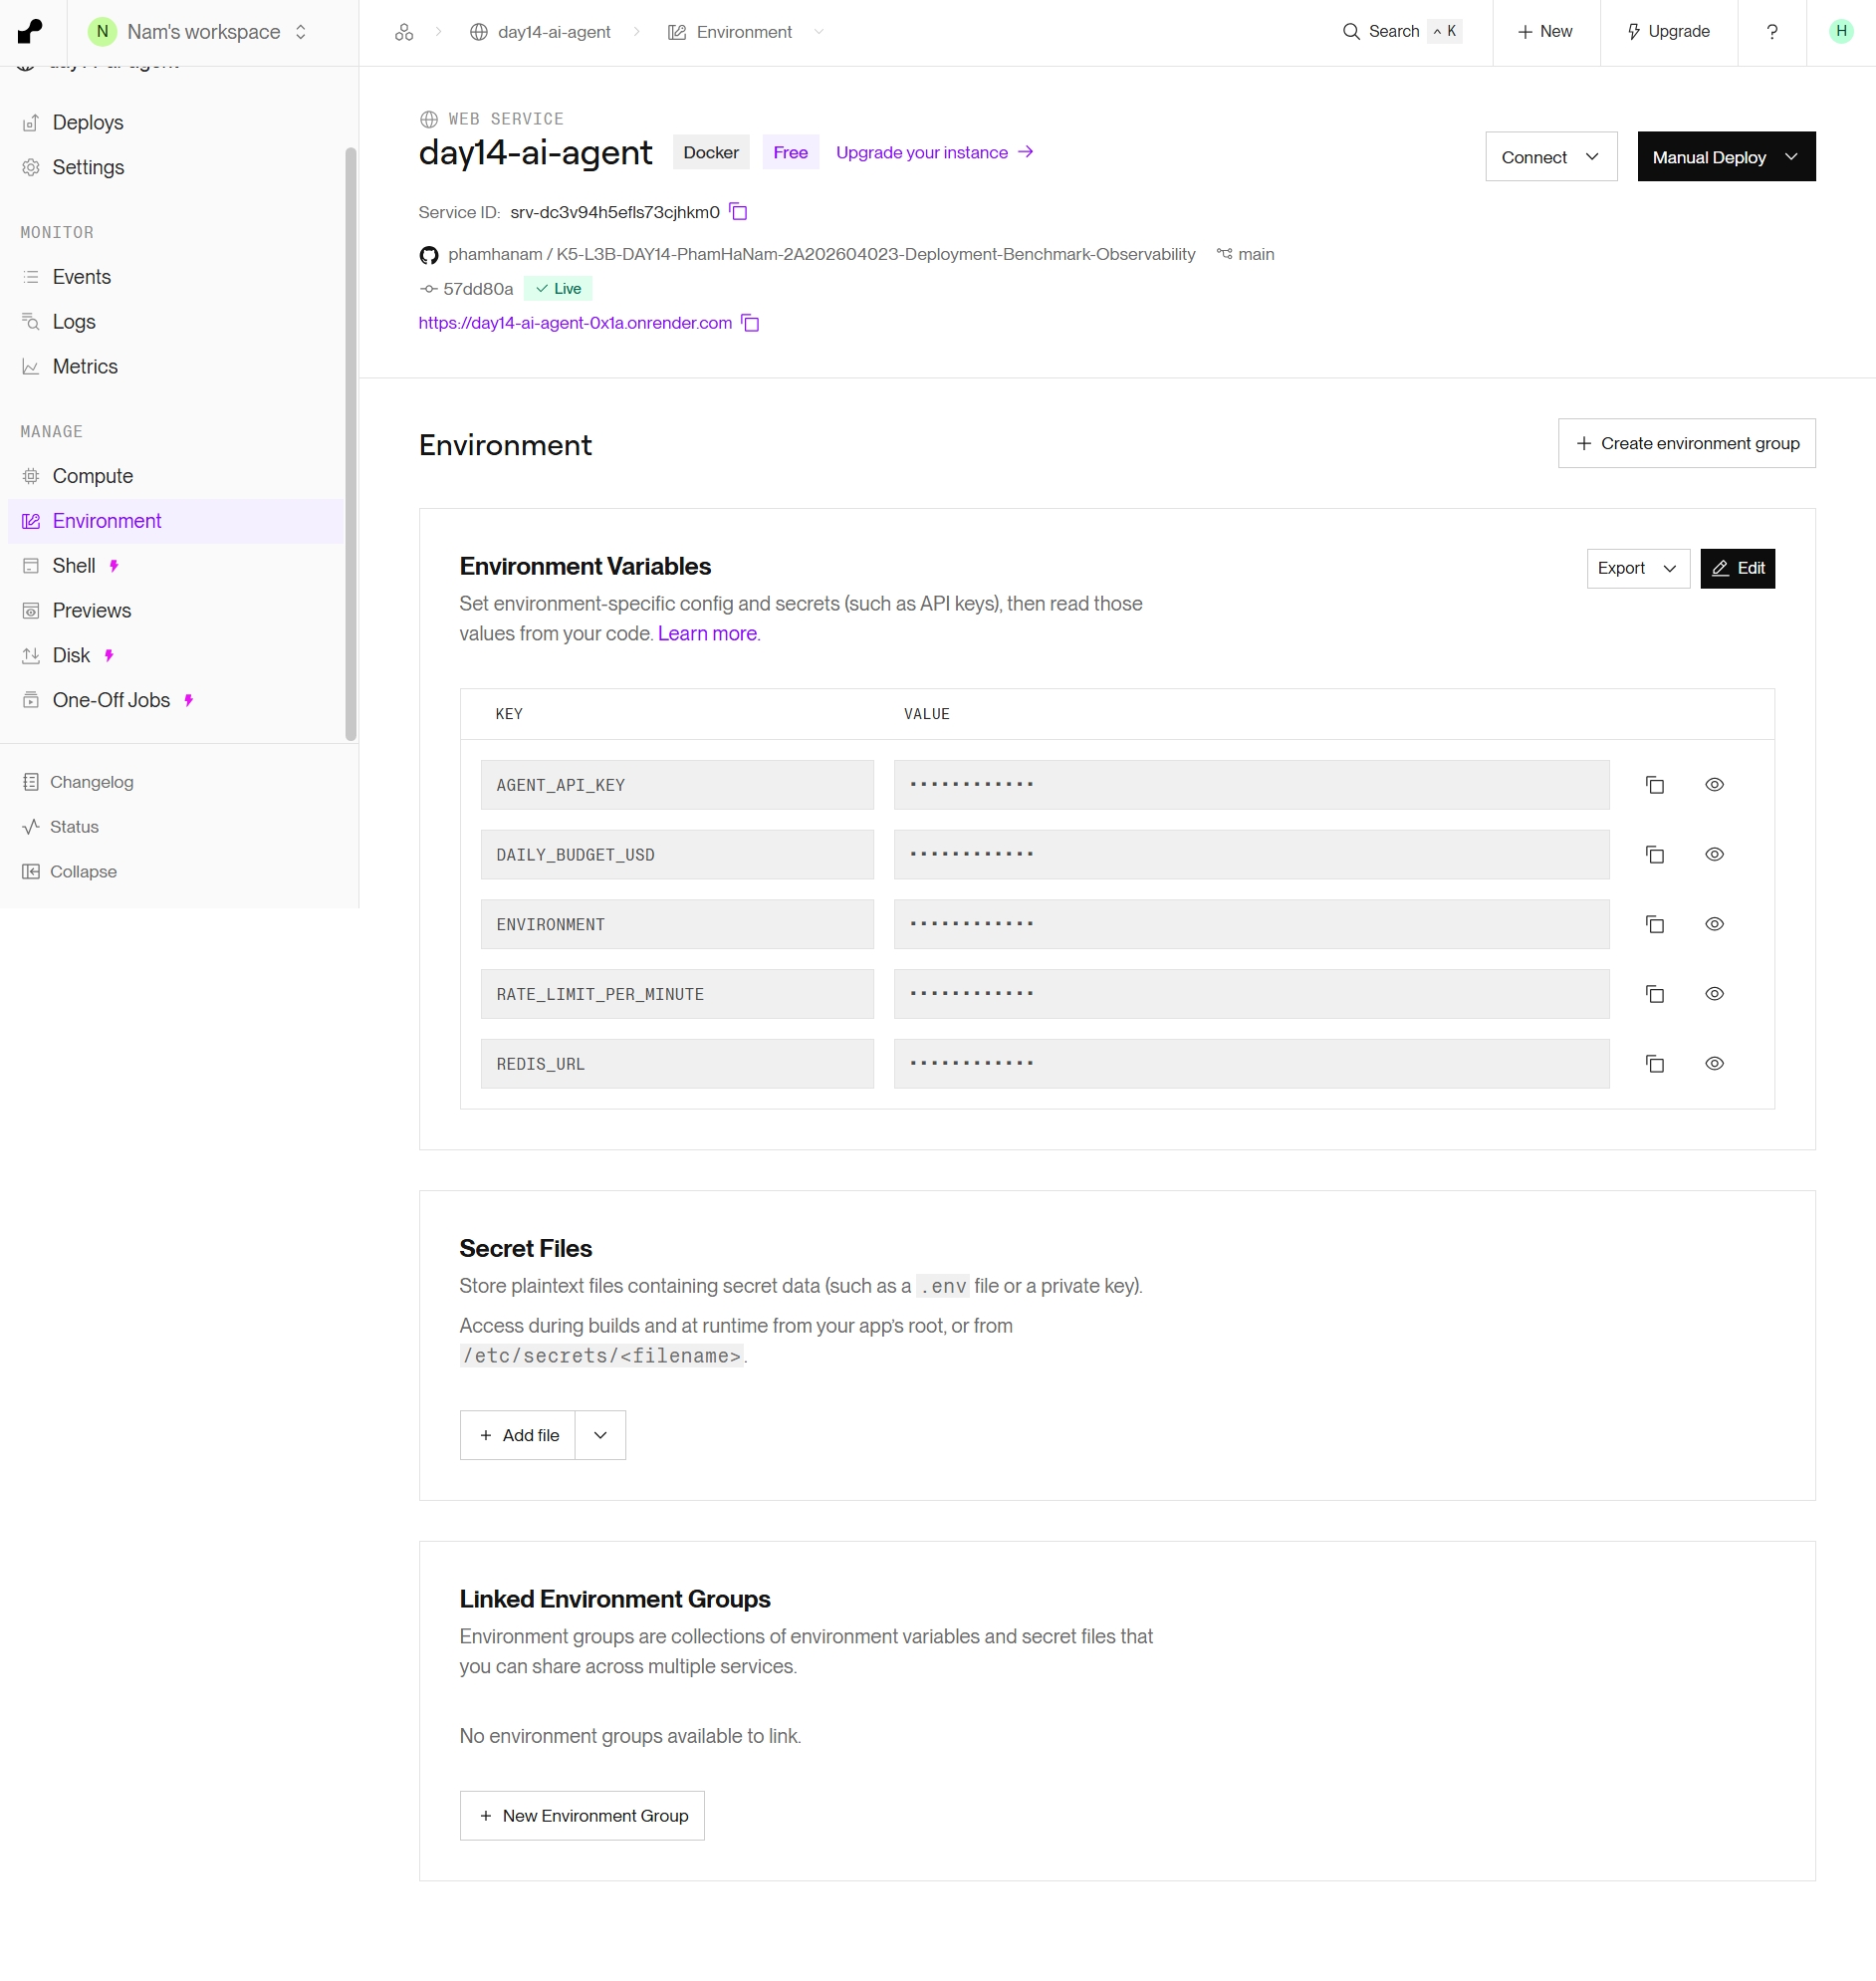 N Nam's workspace
day14-ai-agent
Environment
Search ^ K
New
Upgrade
?
H
day14-ai-agent
Deploys
Settings
MONITOR
Events
Logs
Metrics
MANAGE
Compute
Environment
Shell
Previews
Disk
One-Off Jobs
Changelog
Status
Collapse
WEB SERVICE
day14-ai-agent Docker Free Upgrade your instance →
Connect
Manual Deploy
Service ID: srv-dc3v94h5efls73cjhkm0
phamhanam / K5-L3B-DAY14-PhamHaNam-2A202604023-Deployment-Benchmark-Observability main
57dd80a Live
https://day14-ai-agent-0x1a.onrender.com
Environment
+ Create environment group
Environment Variables
Export
Edit
Set environment-specific config and secrets (such as API keys), then read those
values from your code. Learn more.
KEY VALUE
AGENT_API_KEY ············
DAILY_BUDGET_USD ············
ENVIRONMENT ············
RATE_LIMIT_PER_MINUTE ············
REDIS_URL ············
Secret Files
Store plaintext files containing secret data (such as a .env file or a private key).
Access during builds and at runtime from your app's root, or from
/etc/secrets/<filename>.
+ Add file
Linked Environment Groups
Environment groups are collections of environment variables and secret files that
you can share across multiple services.
No environment groups available to link.
+ New Environment Group